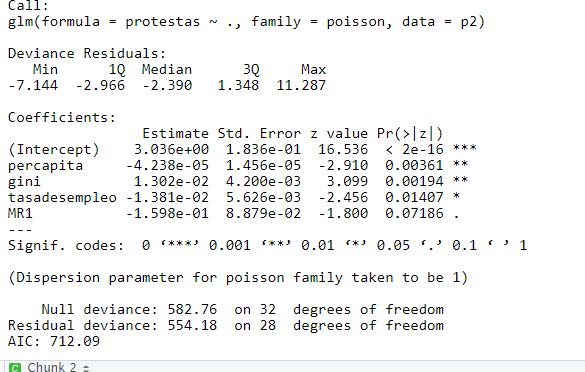 Call:
glm(formula = protestas ~ ., family = poisson, data = p2)
Deviance Residuals:
Min 1Q Median 3Q Max
-7.144 -2.966 -2.390 1.348 11.287
Coefficients:
Estimate Std. Error z value Pr(>|z|)
(Intercept) 3.036e+00 1.836e-01 16.536 < 2e-16 ***
percapita -4.238e-05 1.456e-05 -2.910 0.00361 **
gini 1.302e-02 4.200e-03 3.099 0.00194 **
tasadesempleo -1.381e-02 5.626e-03 -2.456 0.01407 *
MR1 -1.598e-01 8.879e-02 -1.800 0.07186 .
---
Signif. codes: 0 ‘***’ 0.001 ‘**’ 0.01 ‘*’ 0.05 ‘.’ 0.1 ‘ ’ 1
(Dispersion parameter for poisson family taken to be 1)
Null deviance: 582.76 on 32 degrees of freedom
Residual deviance: 554.18 on 28 degrees of freedom
AIC: 712.09
C Chunk 2